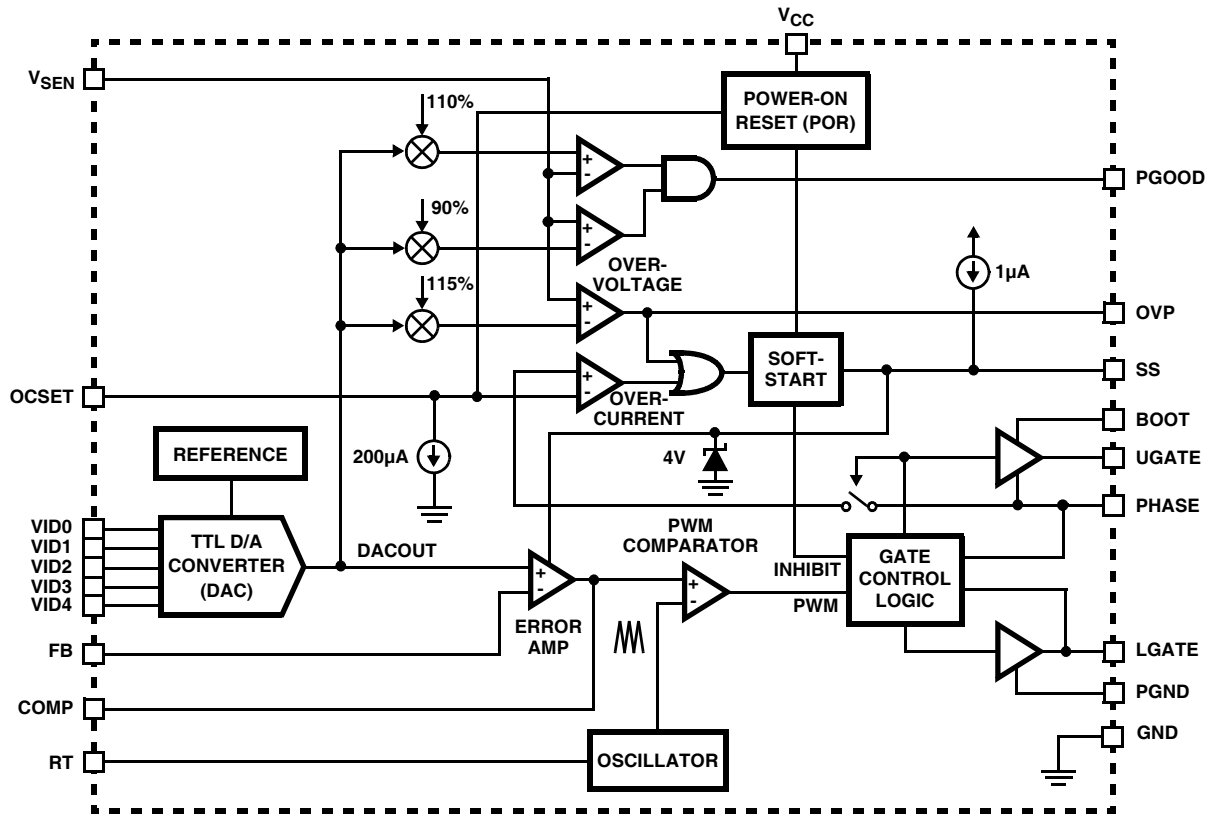 VCC
VSEN
110%
POWER-ON
RESET (POR)
+
-
PGOOD
90%
+
-
OVER-
VOLTAGE
1µA
115%
+
-
OVP
SOFT-
START
SS
+
-
OVER-
CURRENT
OCSET
BOOT
REFERENCE
200µA
4V
UGATE
PHASE
VID0
VID1
VID2
VID3
VID4
TTL D/A
CONVERTER
(DAC)
DACOUT
+
-
ERROR
AMP
PWM
COMPARATOR
+
-
INHIBIT
PWM
GATE
CONTROL
LOGIC
FB
LGATE
PGND
COMP
GND
RT
OSCILLATOR